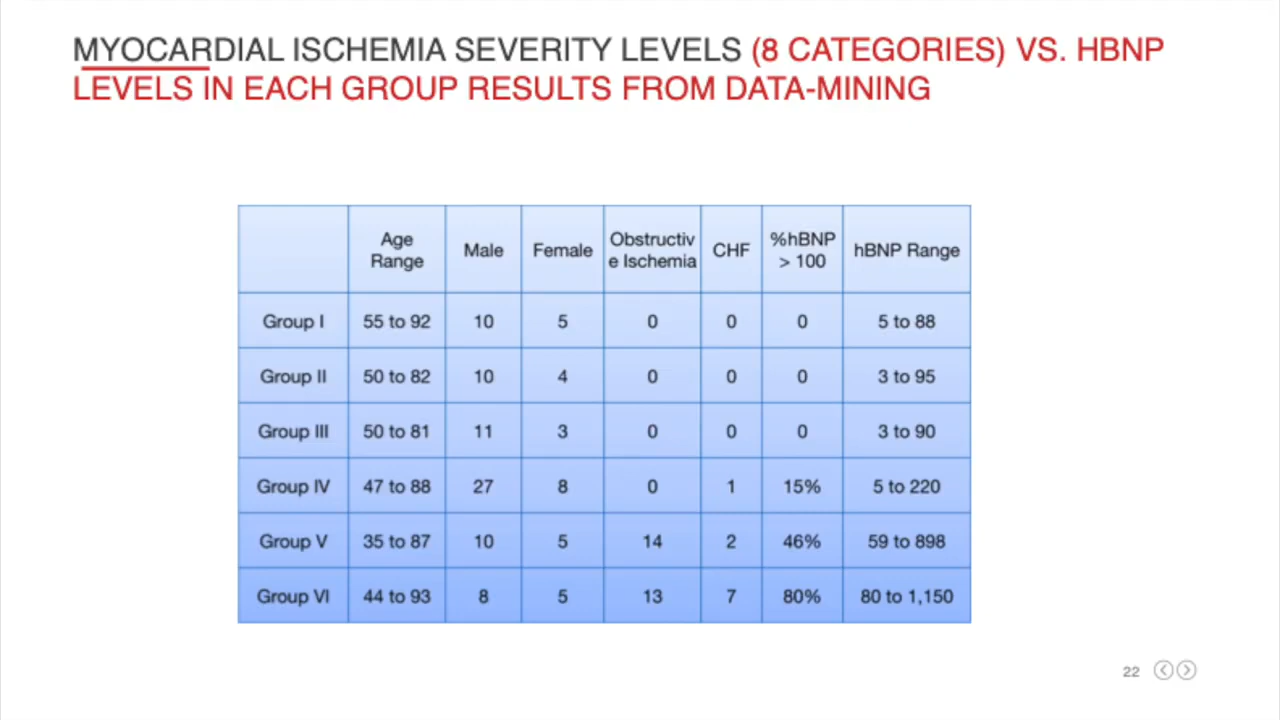 MYOCARDIAL ISCHEMIA SEVERITY LEVELS (8 CATEGORIES) VS. HBNP
LEVELS IN EACH GROUP RESULTS FROM DATA-MINING
Age Range Male Female Obstructiv e Ischemia CHF %hBNP > 100 hBNP Range
Group I 55 to 92 10 5 0 0 0 5 to 88
Group II 50 to 82 10 4 0 0 0 3 to 95
Group III 50 to 81 11 3 0 0 0 3 to 90
Group IV 47 to 88 27 8 0 1 15% 5 to 220
Group V 35 to 87 10 5 14 2 46% 59 to 898
Group VI 44 to 93 8 5 13 7 80% 80 to 1,150
22